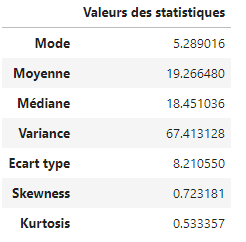 Valeurs des statistiques
Mode 5.289016
Moyenne 19.266480
Médiane 18.451036
Variance 67.413128
Ecart type 8.210550
Skewness 0.723181
Kurtosis 0.533357